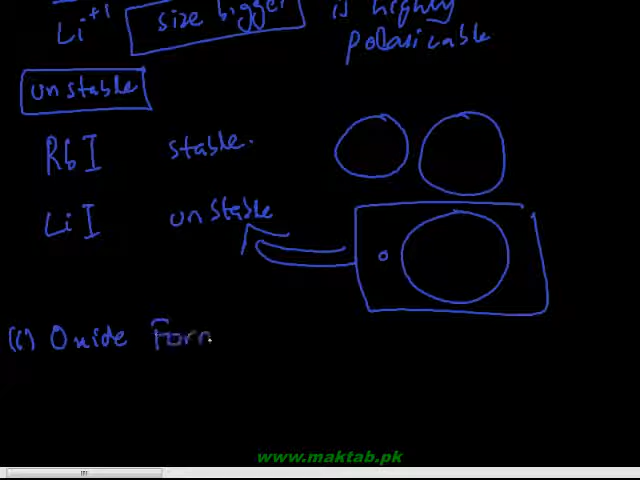 Li+1 size bigger is highly
polarizable
unstable
RbI stable.
LiI unstable
(c) Oxide Form
www.maktab.pk